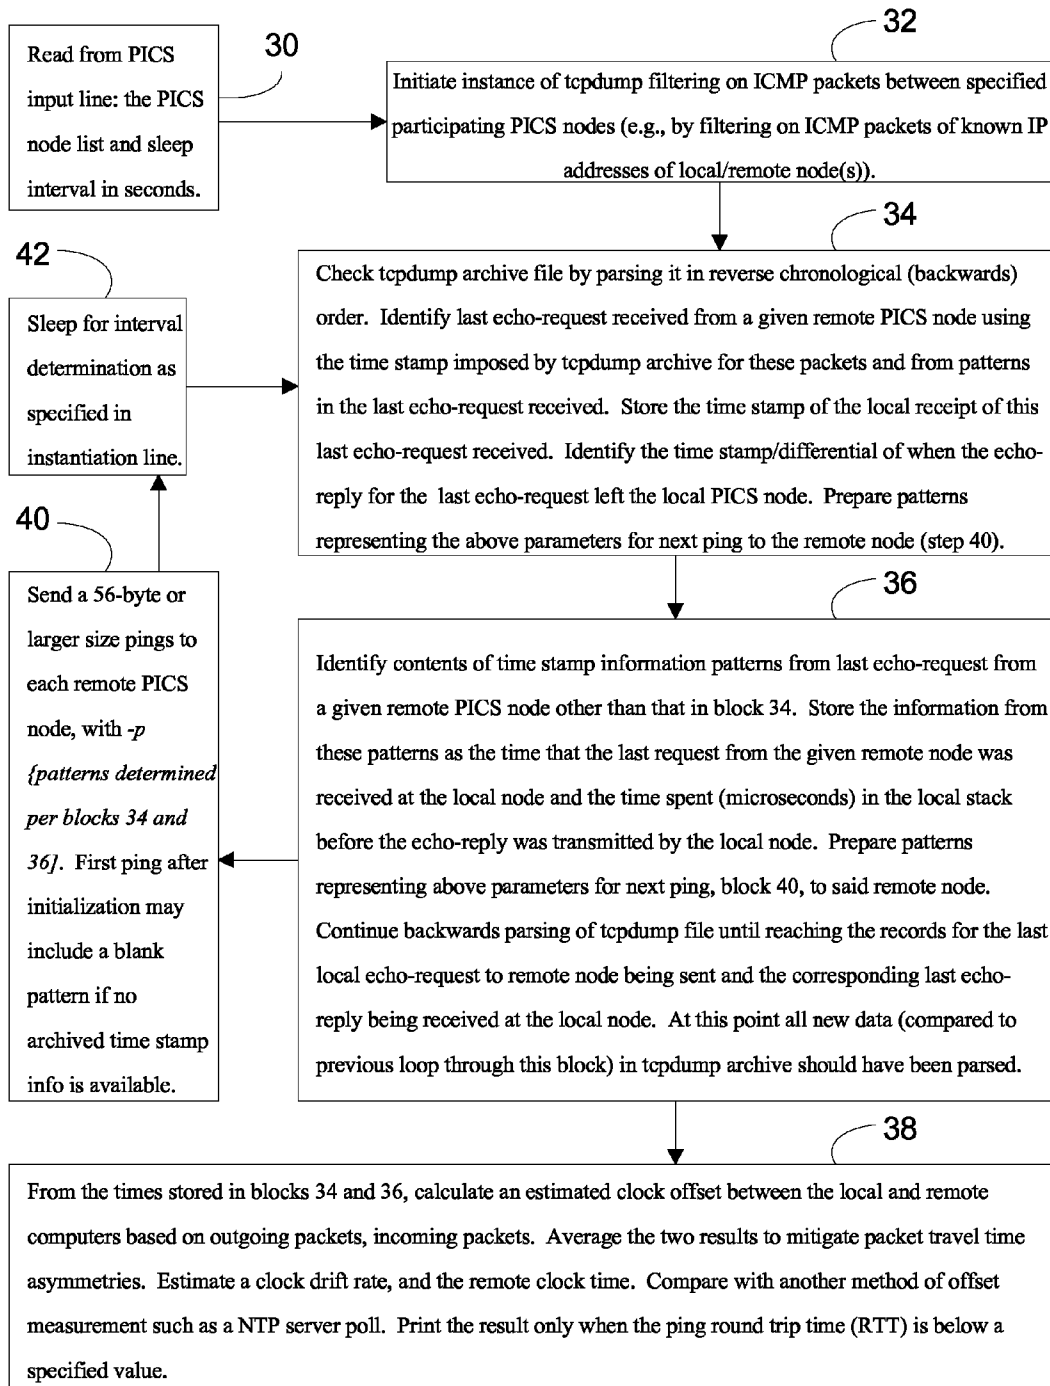 30
Read from PICS
input line: the PICS
node list and sleep
interval in seconds.
32
Initiate instance of tcpdump filtering on ICMP packets between specified
participating PICS nodes (e.g., by filtering on ICMP packets of known IP
addresses of local/remote node(s)).
34
Check tcpdump archive file by parsing it in reverse chronological (backwards)
order. Identify last echo-request received from a given remote PICS node using
the time stamp imposed by tcpdump archive for these packets and from patterns
in the last echo-request received. Store the time stamp of the local receipt of this
last echo-request received. Identify the time stamp/differential of when the echo-
reply for the last echo-request left the local PICS node. Prepare patterns
representing the above parameters for next ping to the remote node (step 40).
42
Sleep for interval
determination as
specified in
instantiation line.
40
Send a 56-byte or
larger size pings to
each remote PICS
node, with -p
{patterns determined
per blocks 34 and
36]. First ping after
initialization may
include a blank
pattern if no
archived time stamp
info is available.
36
Identify contents of time stamp information patterns from last echo-request from
a given remote PICS node other than that in block 34. Store the information from
these patterns as the time that the last request from the given remote node was
received at the local node and the time spent (microseconds) in the local stack
before the echo-reply was transmitted by the local node. Prepare patterns
representing above parameters for next ping, block 40, to said remote node.
Continue backwards parsing of tcpdump file until reaching the records for the last
local echo-request to remote node being sent and the corresponding last echo-
reply being received at the local node. At this point all new data (compared to
previous loop through this block) in tcpdump archive should have been parsed.
38
From the times stored in blocks 34 and 36, calculate an estimated clock offset between the local and remote
computers based on outgoing packets, incoming packets. Average the two results to mitigate packet travel time
asymmetries. Estimate a clock drift rate, and the remote clock time. Compare with another method of offset
measurement such as a NTP server poll. Print the result only when the ping round trip time (RTT) is below a
specified value.